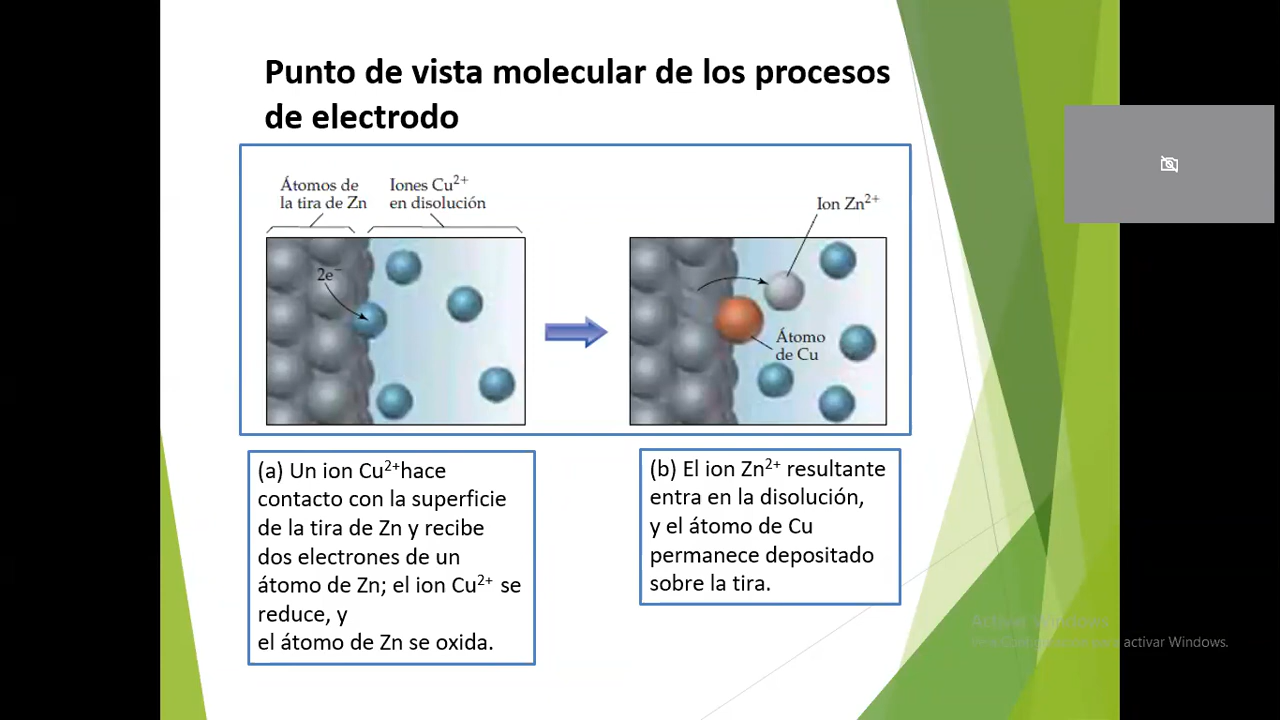 Punto de vista molecular de los procesos
de electrodo
Átomos de
la tira de Zn
Iones Cu²⁺
en disolución
2e⁻
Ion Zn²⁺
Átomo
de Cu
(a) Un ion Cu²⁺hace
contacto con la superficie
de la tira de Zn y recibe
dos electrones de un
átomo de Zn; el ion Cu²⁺ se
reduce, y
el átomo de Zn se oxida.
(b) El ion Zn²⁺ resultante
entra en la disolución,
y el átomo de Cu
permanece depositado
sobre la tira.
Activar Windows
activar Windows.